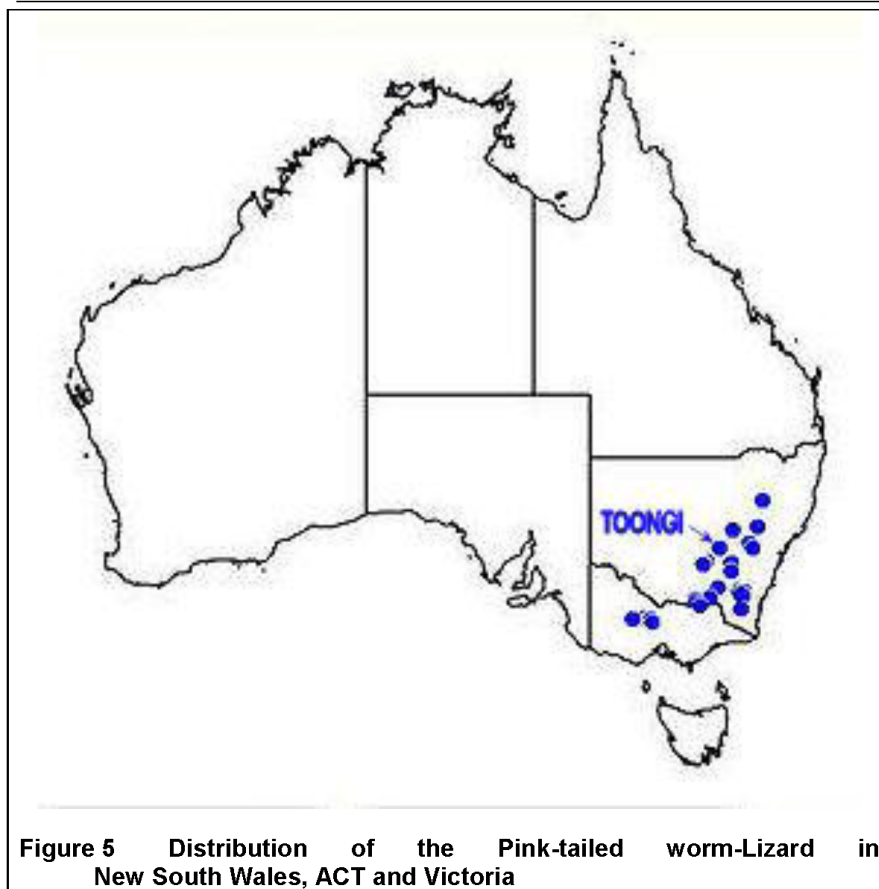 TOONGI
Figure 5 Distribution of the Pink-tailed worm-Lizard in
New South Wales, ACT and Victoria